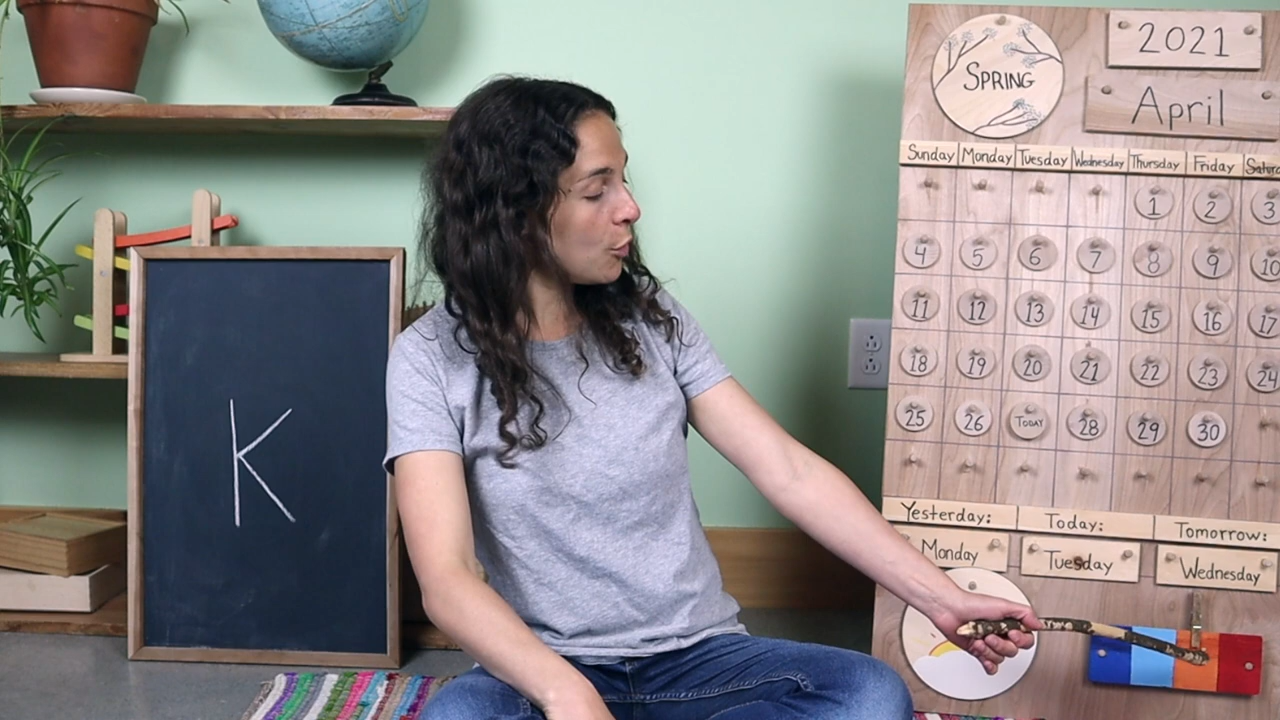 K
SPRING
2021
April
Sunday Monday Tuesday Wednesday Thursday Friday
1 2 3
4 5 6 7 8 9 10
11 12 13 14 15 16 17
18 19 20 21 22 23 24
25 26 TODAY 28 29 30
Yesterday: Today: Tomorrow:
Monday Tuesday Wednesday